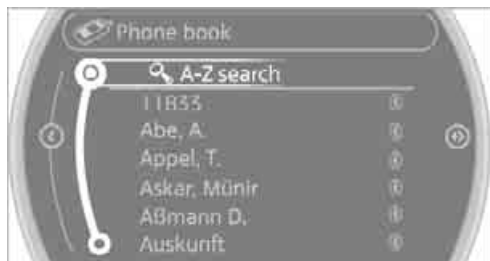 Phone book
A-Z search
11833
Abe, A.
Appel, T.
Askar, Münir
Aßmann D.
Auskunft